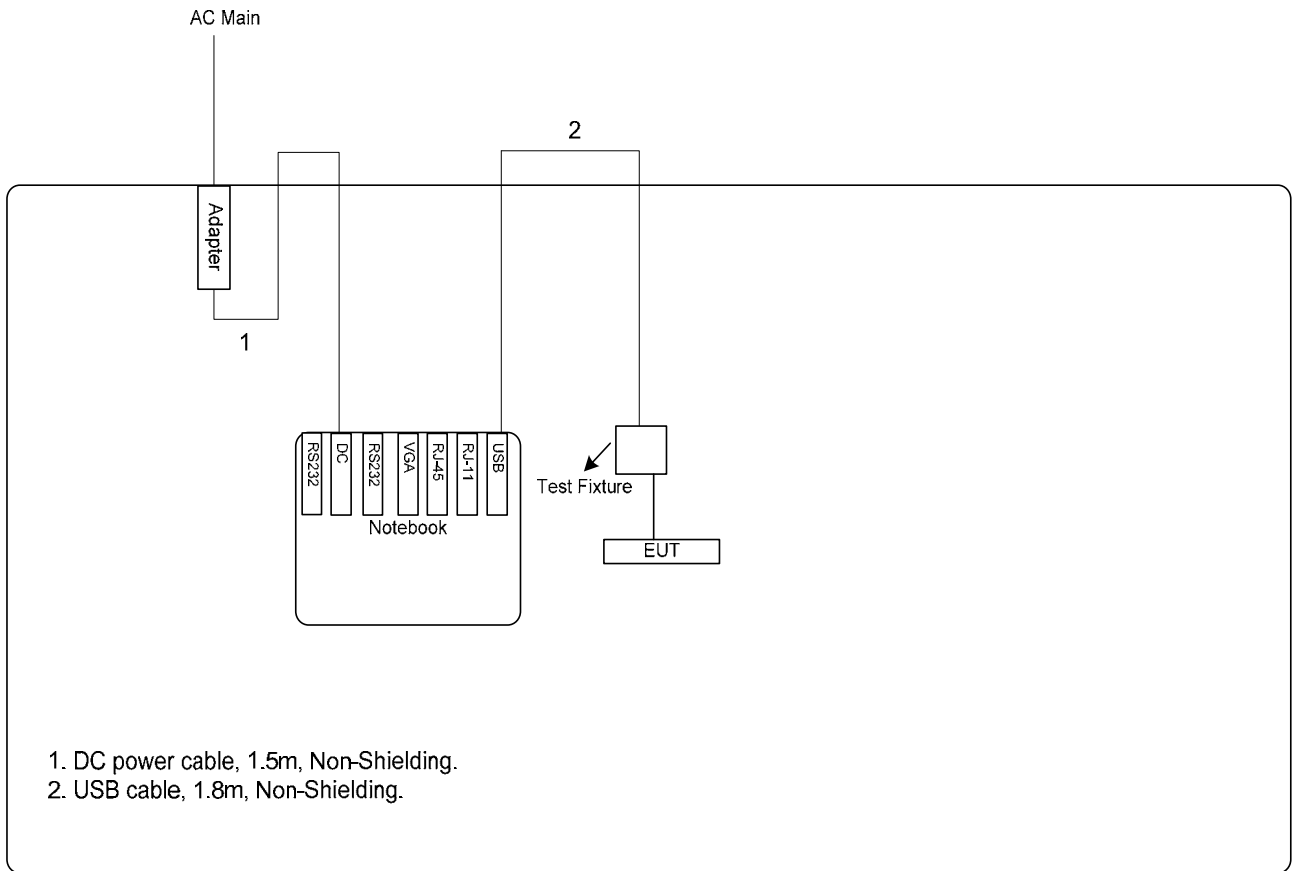 AC Main
2
Adapter
1
RS232
DC
RS232
VGA
RJ-45
RJ-11
USB
Notebook
Test Fixture
EUT
1. DC power cable, 1.5m, Non-Shielding.
2. USB cable, 1.8m, Non-Shielding.